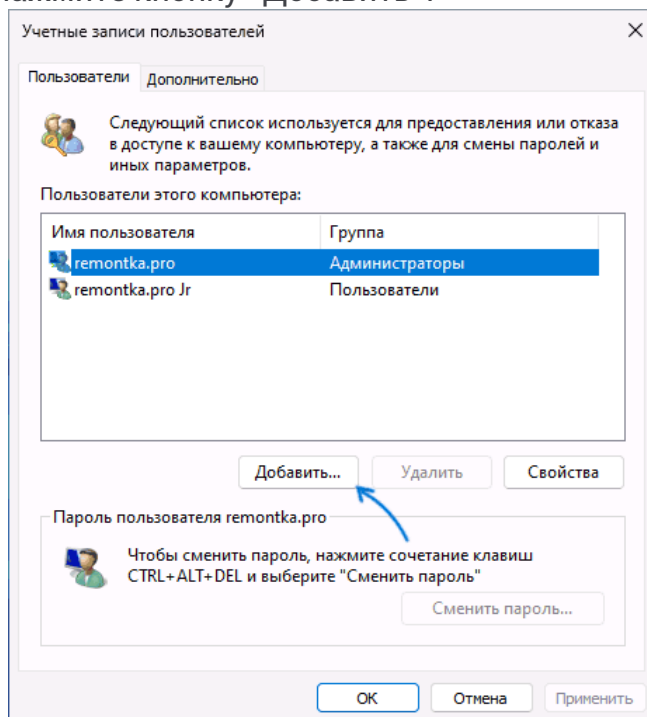 нажмите кнопку "Добавить".
Учетные записи пользователей
Пользователи Дополнительно
Следующий список используется для предоставления или отказа
в доступе к вашему компьютеру, а также для смены паролей и
иных параметров.
Пользователи этого компьютера:
Имя пользователя Группа
remontka.pro Администраторы
remontka.pro Jr Пользователи
Добавить... Удалить Свойства
Пароль пользователя remontka.pro
Чтобы сменить пароль, нажмите сочетание клавиш
CTRL+ALT+DEL и выберите "Сменить пароль"
Сменить пароль...
ОК Отмена Применить